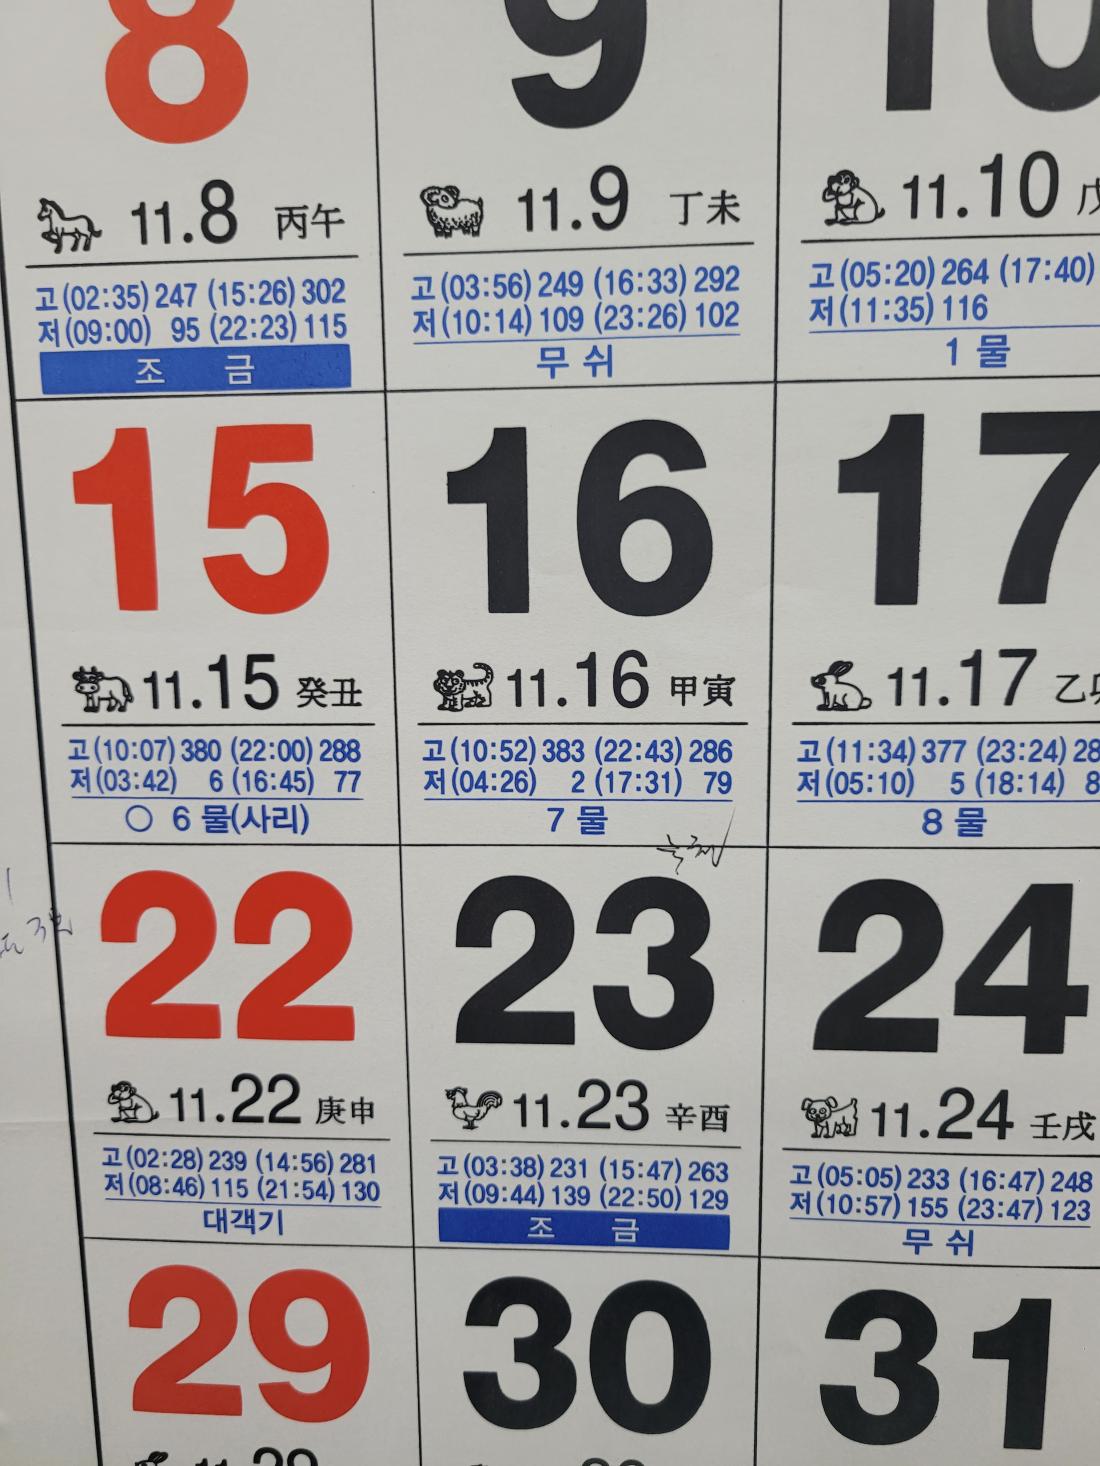 8
11.8 丙午
고(02:35)247 (15:26)302
저(09:00) 95 (22:23)115
조 금
9
11.9 丁未
고(03:56)249 (16:33)292
저(10:14)109 (23:26)102
무 쉬
10
11.10
고(05:20)264 (17:40)
저(11:35)116
1 물
15
11.15 癸丑
고(10:07)380 (22:00)288
저(03:42) 6 (16:45) 77
○ 6 물(사리)
16
11.16 甲寅
고(10:52)383 (22:43)286
저(04:26) 2 (17:31) 79
7 물
17
11.17 乙卯
고(11:34)377 (23:24)28
저(05:10) 5 (18:14) 8
8 물
22
11.22 庚申
고(02:28)239 (14:56)281
저(08:46)115 (21:54)130
대객기
23
11.23 辛酉
고(03:38)231 (15:47)263
저(09:44)139 (22:50)129
조 금
24
11.24 壬戌
고(05:05)233 (16:47)248
저(10:57)155 (23:47)123
무 쉬
29
11.29
30
31